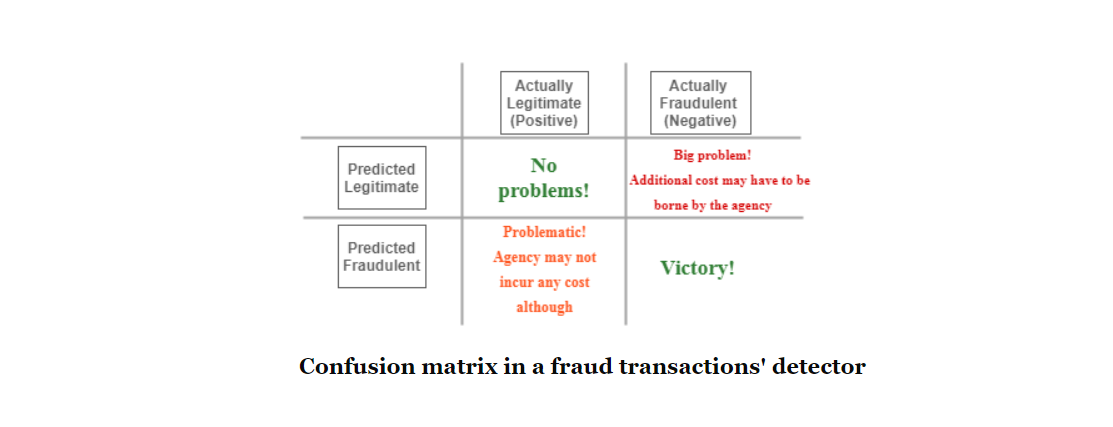 Actually
Legitimate
(Positive)
Actually
Fraudulent
(Negative)
Predicted
Legitimate
No
problems!
Big problem!
Additional cost may have to be
borne by the agency
Predicted
Fraudulent
Problematic!
Agency may not
incur any cost
although
Victory!
Confusion matrix in a fraud transactions' detector